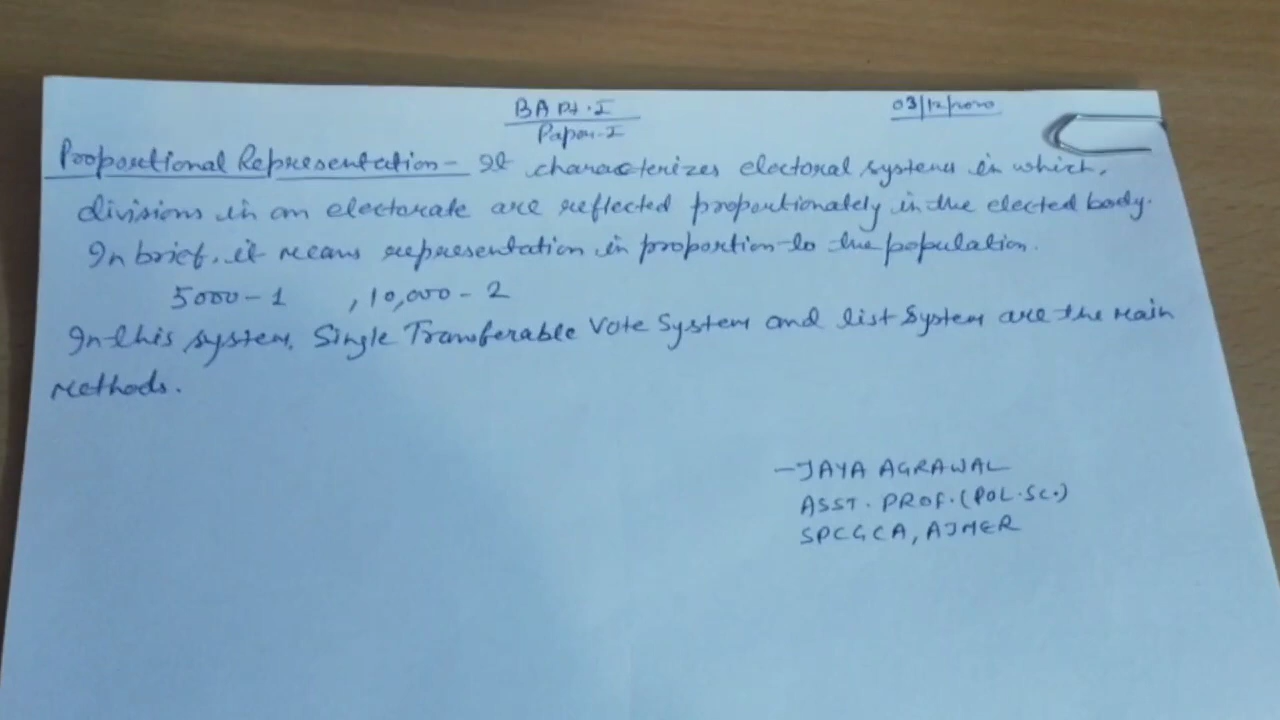 BA Pt. I
03/12/2020
Paper-I
Proportional Representation - It characterizes electoral systems in which,
divisions in an electorate are reflected proportionately in the elected body.
In brief, it means representation in proportion to the population.
5000-1 , 10,000-2
In this system, Single Transferable Vote System and list System are the main
methods.
-JAYA AGRAWAL
ASST. PROF. (POL.SC.)
SPCGCA, AJMER